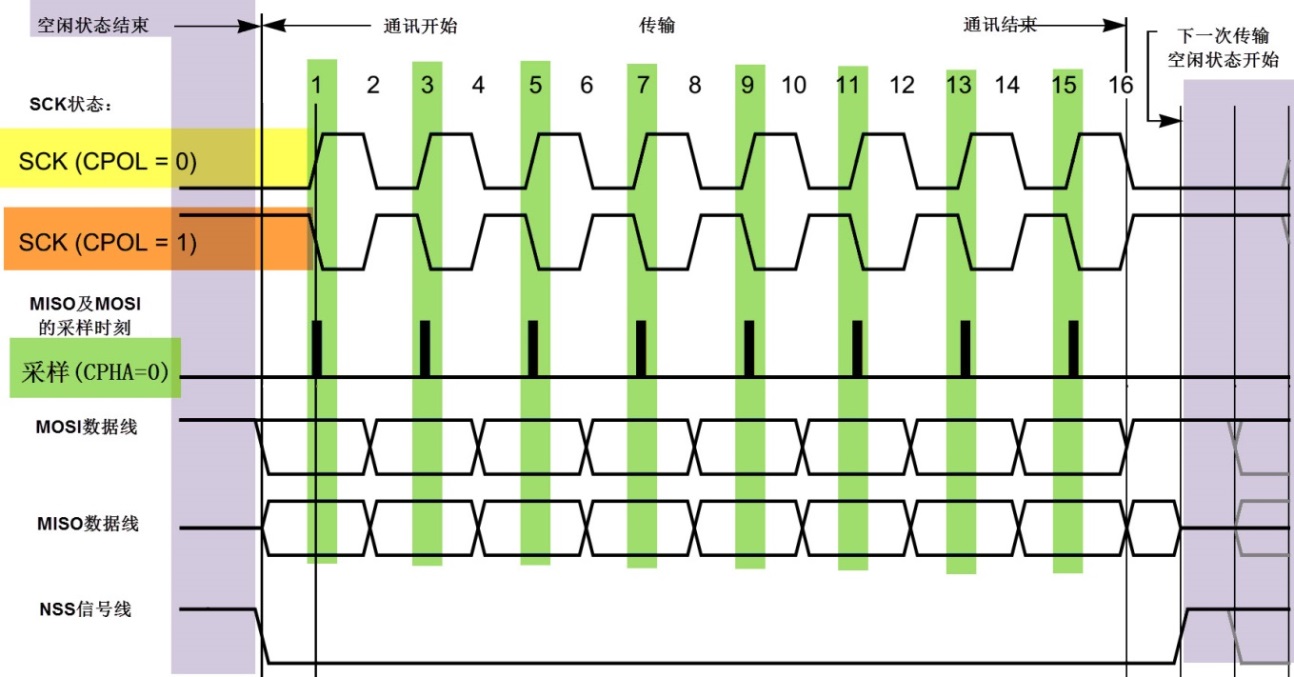 空闲状态结束
通讯开始
传输
通讯结束
下一次传输
空闲状态开始
1 2 3 4 5 6 7 8 9 10 11 12 13 14 15 16
SCK状态：
SCK (CPOL = 0)
SCK (CPOL = 1)
MISO及MOSI
的采样时刻
采样(CPHA=0)
MOSI数据线
MISO数据线
NSS信号线